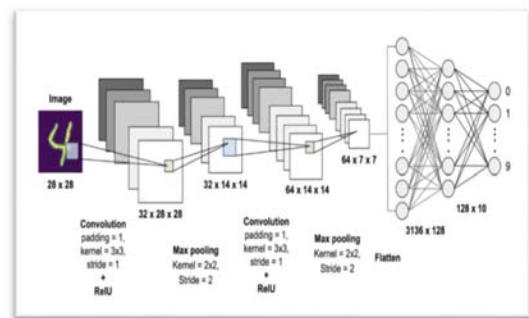 Image
28 x 28
32 x 28 x 28
32 x 14 x 14
64 x 14 x 14
64 x 7 x 7
3136 x 128
128 x 10
0
1
9
Convolution
padding = 1,
kernel = 3x3,
stride = 1
+
RelU
Max pooling
Kernel = 2x2,
Stride = 2
Convolution
padding = 1,
kernel = 3x3,
stride = 1
+
RelU
Max pooling
Kernel = 2x2,
Stride = 2
Flatten